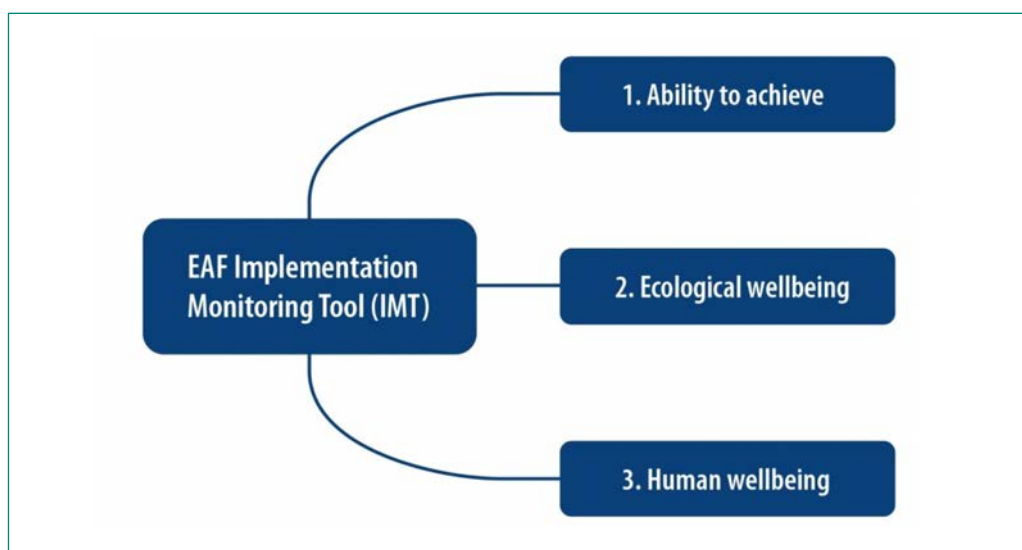 1. Ability to achieve
EAF Implementation
Monitoring Tool (IMT)
2. Ecological wellbeing
3. Human wellbeing